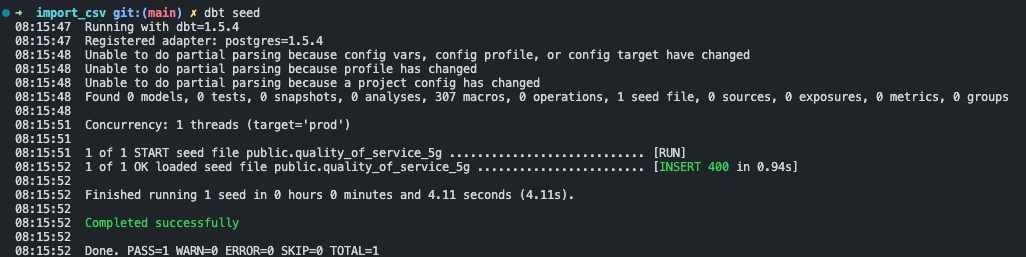 ➜ import_csv git:(main) ✗ dbt seed
08:15:47 Running with dbt=1.5.4
08:15:47 Registered adapter: postgres=1.5.4
08:15:48 Unable to do partial parsing because config vars, config profile, or config target have changed
08:15:48 Unable to do partial parsing because profile has changed
08:15:48 Unable to do partial parsing because a project config has changed
08:15:48 Found 0 models, 0 tests, 0 snapshots, 0 analyses, 307 macros, 0 operations, 1 seed file, 0 sources, 0 exposures, 0 metrics, 0 groups
08:15:48
08:15:51 Concurrency: 1 threads (target='prod')
08:15:51
08:15:51 1 of 1 START seed file public.quality_of_service_5g ............................ [RUN]
08:15:52 1 of 1 OK loaded seed file public.quality_of_service_5g ........................ [INSERT 400 in 0.94s]
08:15:52
08:15:52 Finished running 1 seed in 0 hours 0 minutes and 4.11 seconds (4.11s).
08:15:52
08:15:52 Completed successfully
08:15:52
08:15:52 Done. PASS=1 WARN=0 ERROR=0 SKIP=0 TOTAL=1